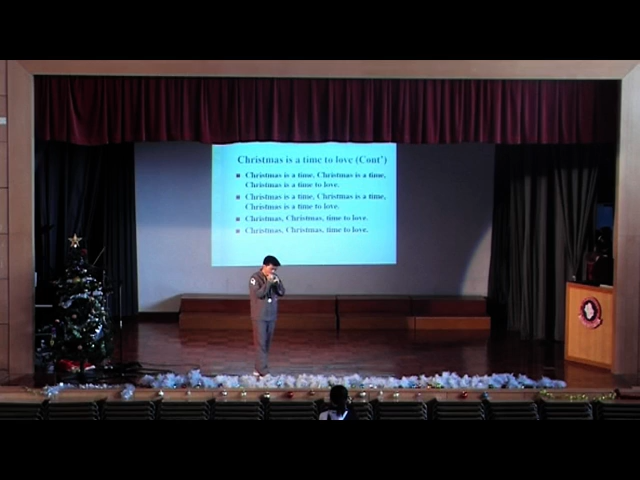 Christmas is a time to love (Cont')
Christmas is a time, Christmas is a time,
Christmas is a time to love.
Christmas is a time, Christmas is a time,
Christmas is a time to love.
Christmas, Christmas, time to love.
Christmas, Christmas, time to love.